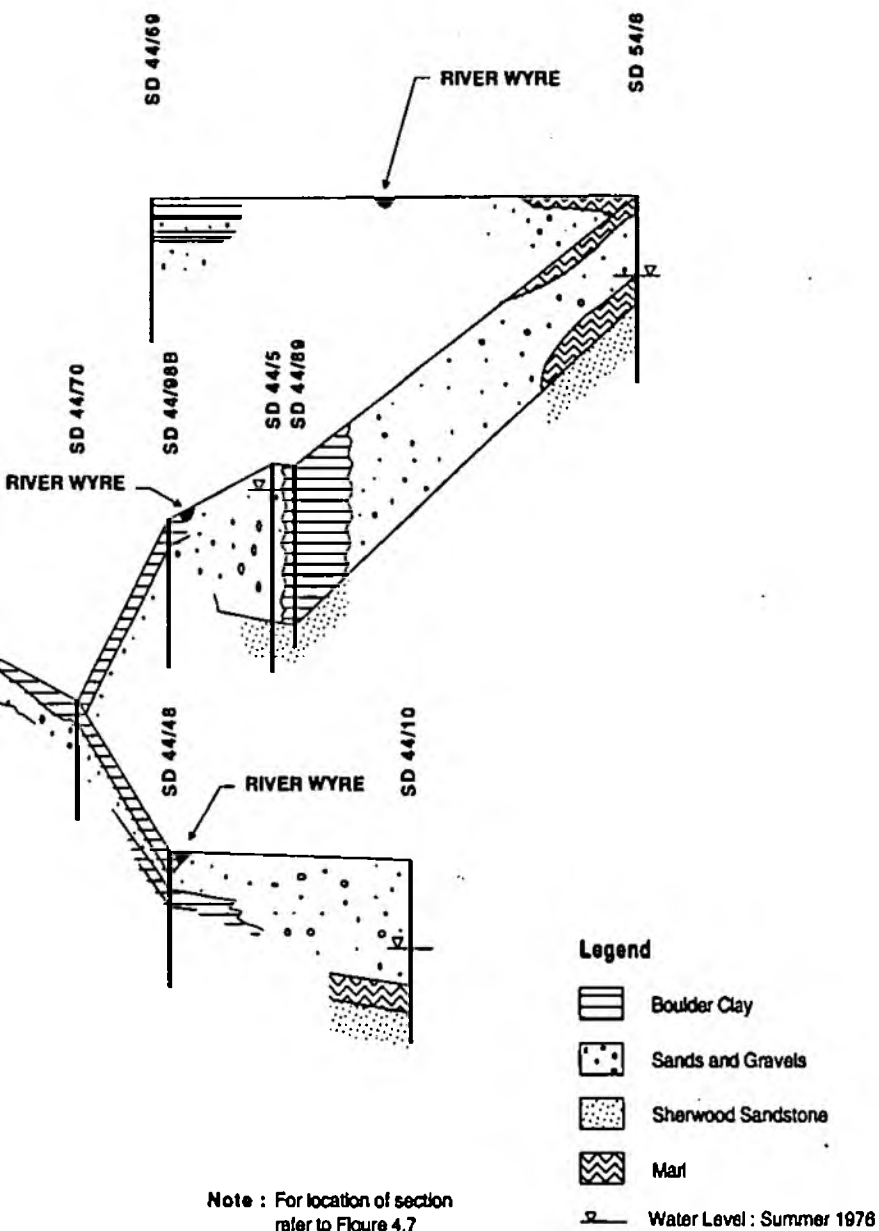 SD 44/69
SD 54/8
RIVER WYRE
SD 44/70
SD 44/98B
SD 44/5
SD 44/89
RIVER WYRE
SD 44/48
SD 44/10
RIVER WYRE
Legend
Boulder Clay
Sands and Gravels
Sherwood Sandstone
Marl
Water Level : Summer 1976
Note : For location of section
refer to Figure 4.7